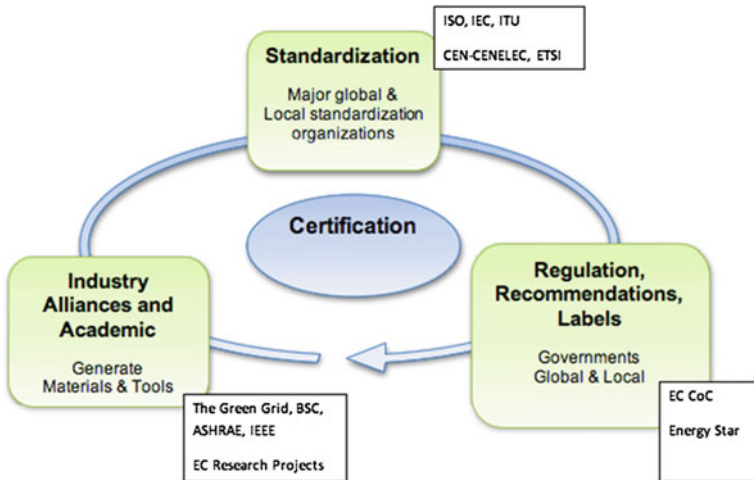 ISO, IEC, ITU
CEN-CENELEC, ETSI
Standardization
Major global &
Local standardization
organizations
Certification
Industry
Alliances and
Academic
Generate
Materials & Tools
The Green Grid, BSC,
ASHRAE, IEEE
EC Research Projects
Regulation,
Recommendations,
Labels
Governments
Global & Local
EC CoC
Energy Star